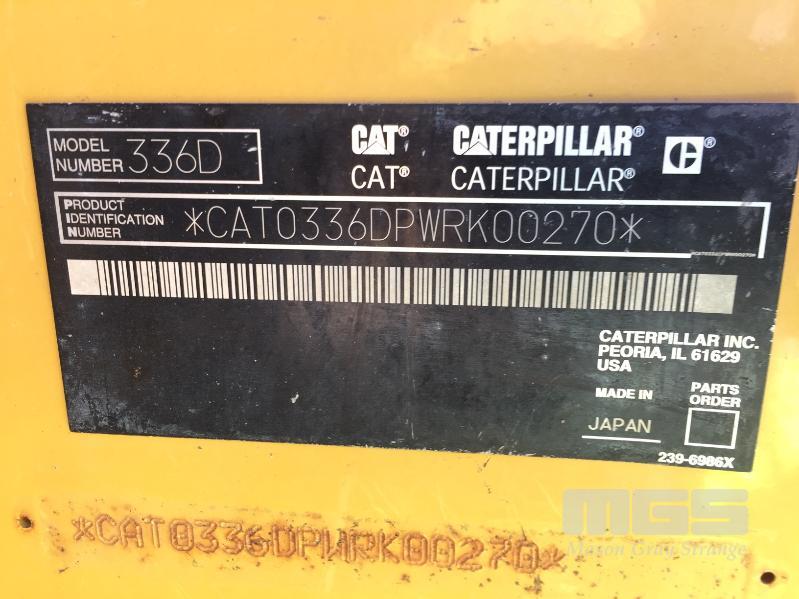 MODEL NUMBER 336D
CAT® CATERPILLAR® C®
CAT® CATERPILLAR®
PRODUCT IDENTIFICATION NUMBER *CAT0336DPWRK00270*
*CAT0336DPWRK00270*
CATERPILLAR INC.
PEORIA, IL 61629
USA
MADE IN JAPAN
PARTS ORDER
239-6986X
*CAT0336DPWRK00270*
MGS
Mason Gray Strange